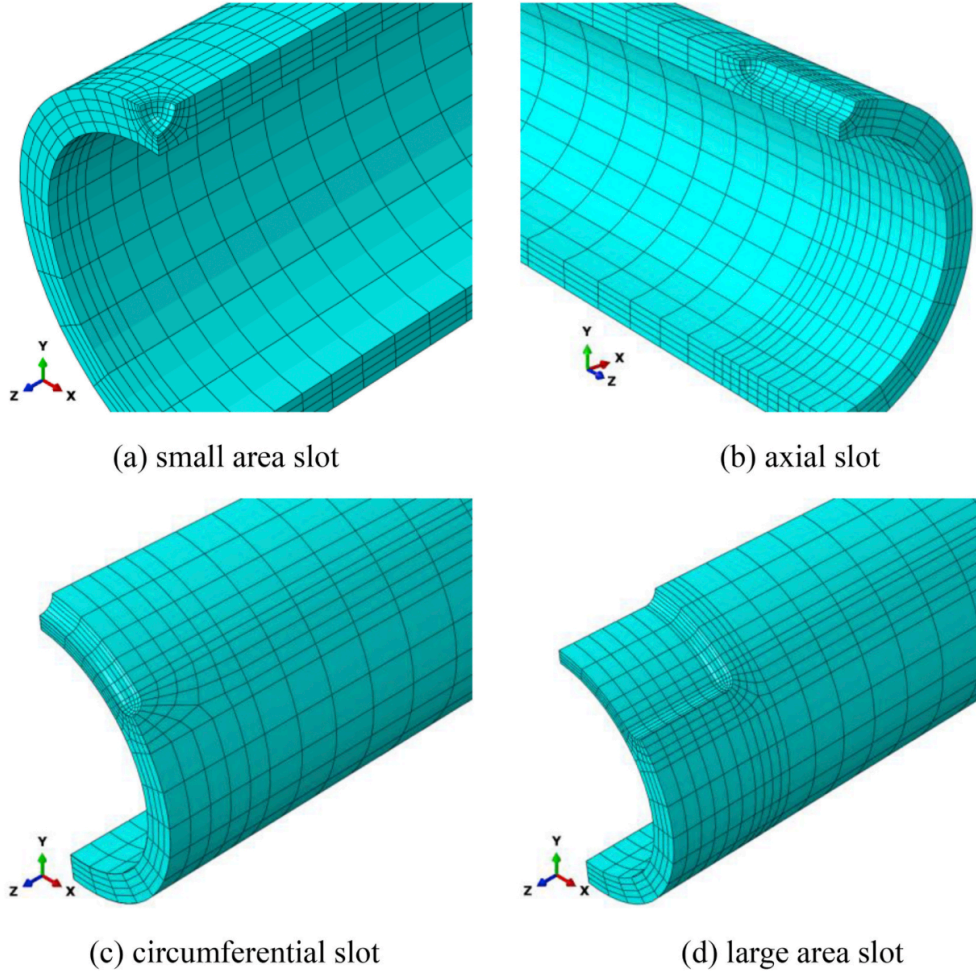 Y
Z
X
Y
X
Z
(a) small area slot
(b) axial slot
Y
Z
X
Y
Z
X
(c) circumferential slot
(d) large area slot